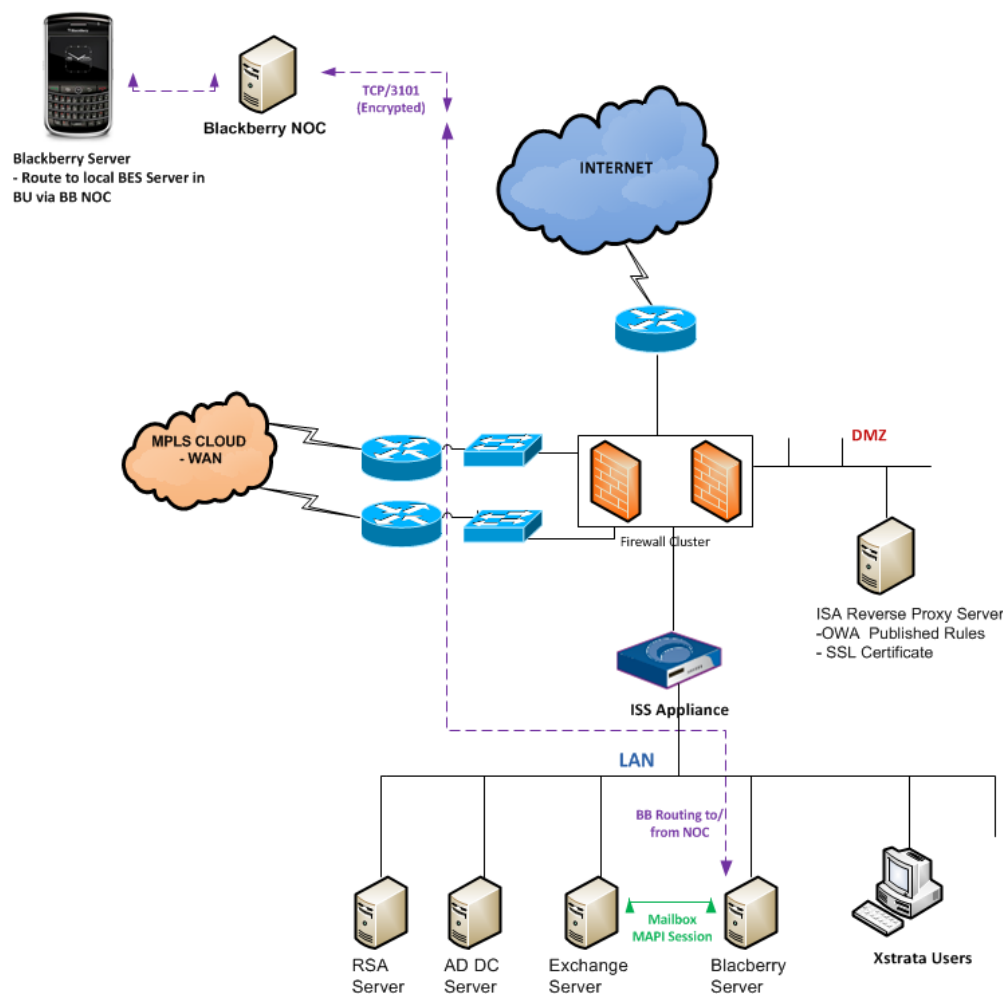 TCP/3101
(Encrypted)
Blackberry NOC
Blackberry Server
- Route to local BES Server in
BU via BB NOC
INTERNET
MPLS CLOUD
- WAN
DMZ
Firewall Cluster
ISA Reverse Proxy Server
-OWA  Published Rules
- SSL Certificate
ISS Appliance
LAN
BB Routing to/
from NOC
Mailbox
MAPI Session
RSA
Server
AD DC
Server
Exchange
Server
Blacberry
Server
Xstrata Users